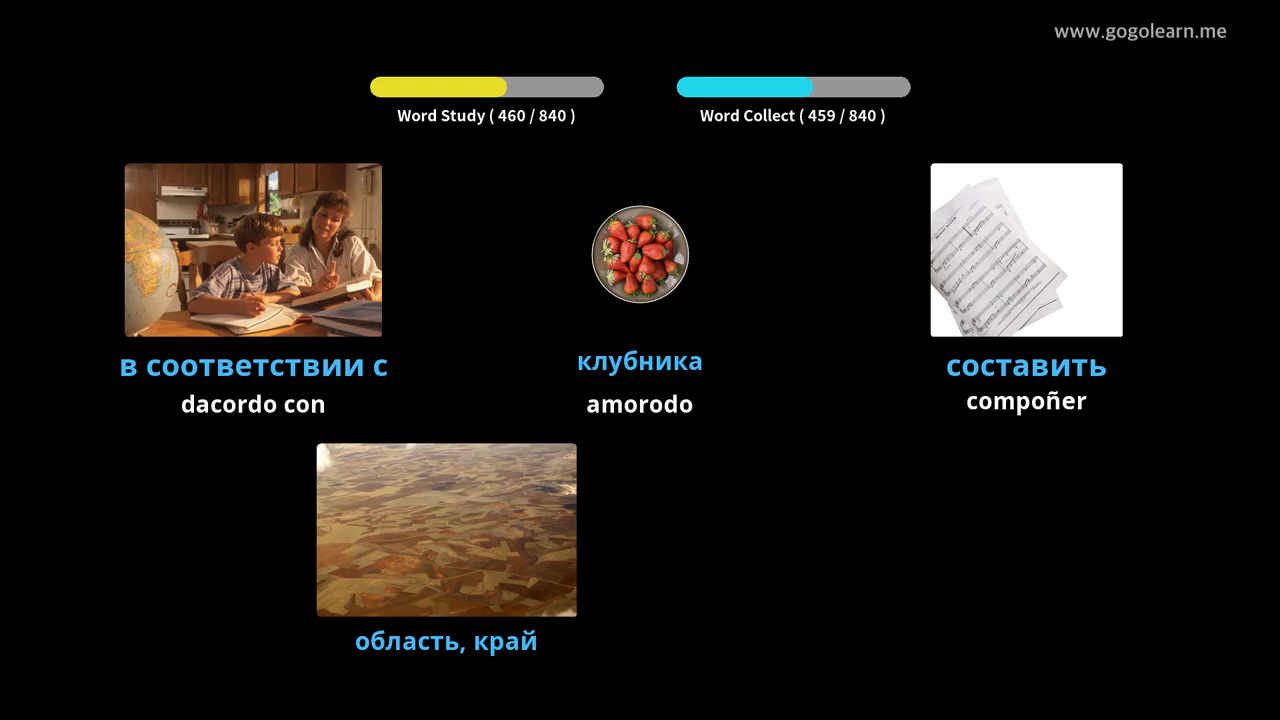 www.gogolearn.me
Word Study ( 460 / 840 )
Word Collect ( 459 / 840 )
в соответствии с
dacordo con
клубника
amorodo
составить
compoñer
область, край